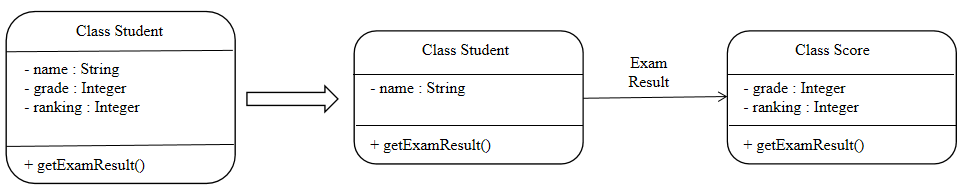 Class Student
- name : String
- grade : Integer
- ranking : Integer
+ getExamResult()
Class Student
- name : String
+ getExamResult()
Exam
Result
Class Score
- grade : Integer
- ranking : Integer
+ getExamResult()